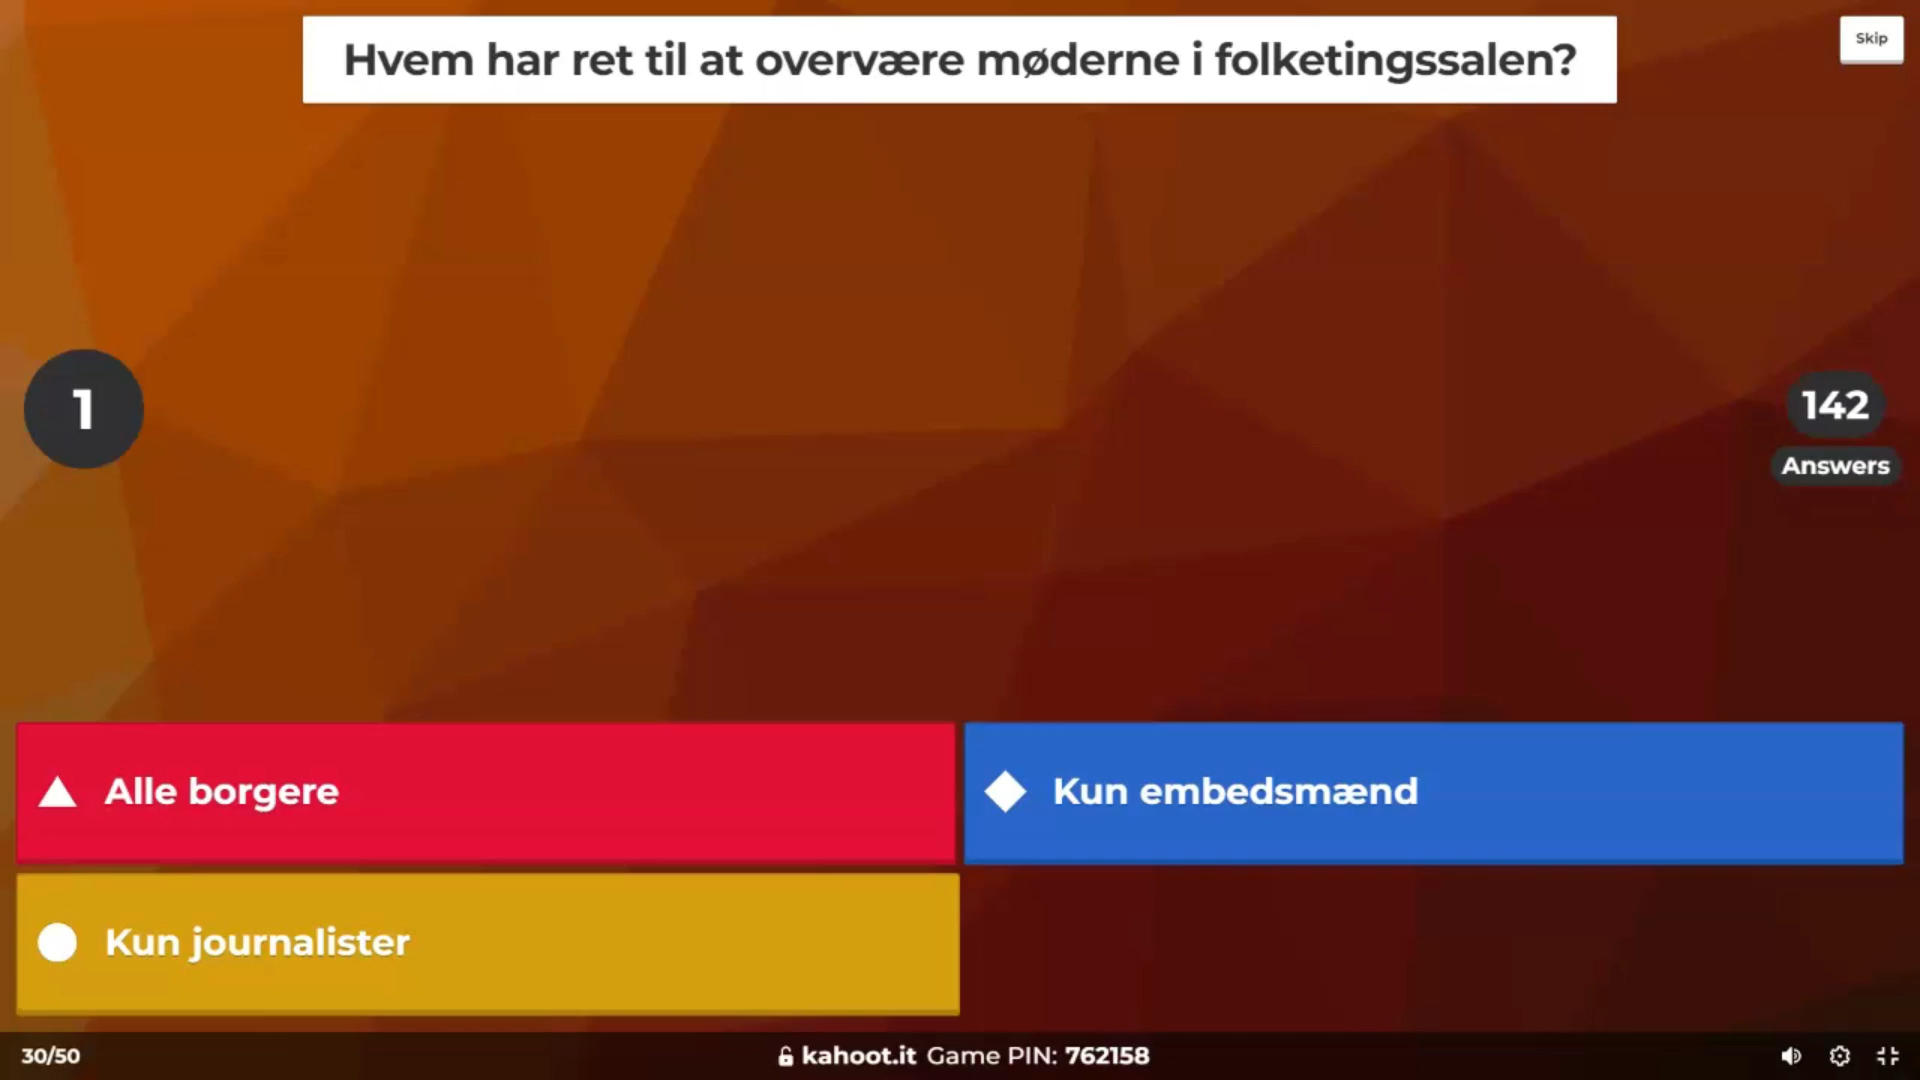 Hvem har ret til at overvære møderne i folketingssalen?
Skip
1
142
Answers
Alle borgere
Kun embedsmænd
Kun journalister
30/50
kahoot.it Game PIN: 762158